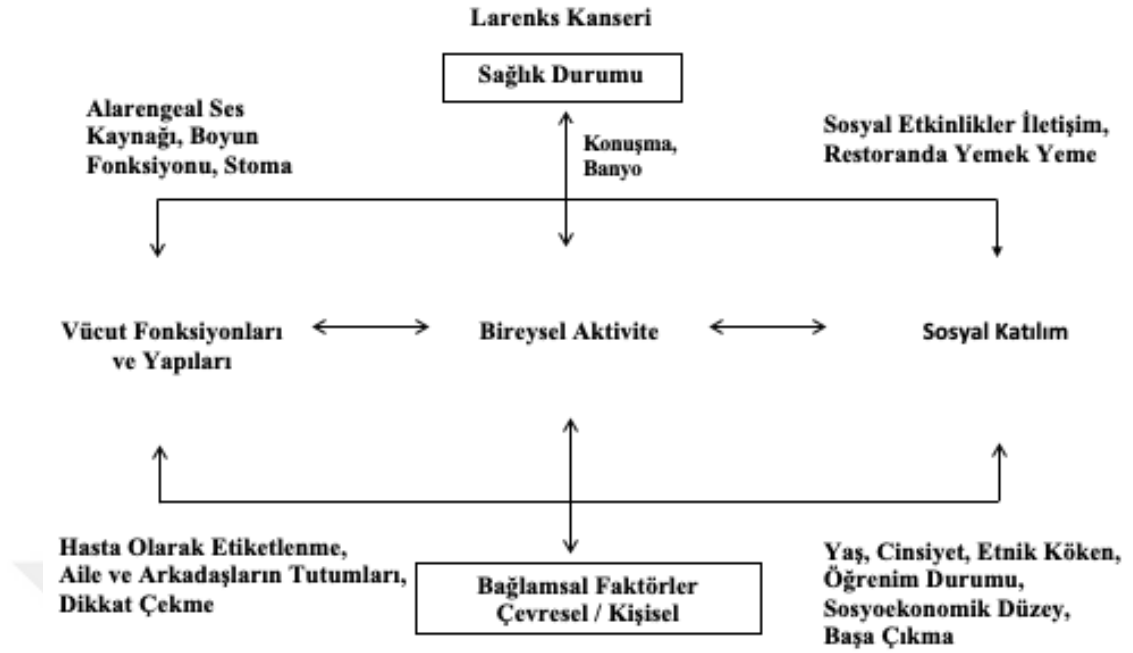 Larenks Kanseri
Sağlık Durumu
Alarengeal Ses
Kaynağı, Boyun
Fonksiyonu, Stoma
Konuşma,
Banyo
Sosyal Etkinlikler İletişim,
Restoranda Yemek Yeme
Vücut Fonksiyonları
ve Yapıları
Bireysel Aktivite
Sosyal Katılım
Hasta Olarak Etiketlenme,
Aile ve Arkadaşların Tutumları,
Dikkat Çekme
Bağlamsal Faktörler
Çevresel / Kişisel
Yaş, Cinsiyet, Etnik Köken,
Öğrenim Durumu,
Sosyoekonomik Düzey,
Başa Çıkma